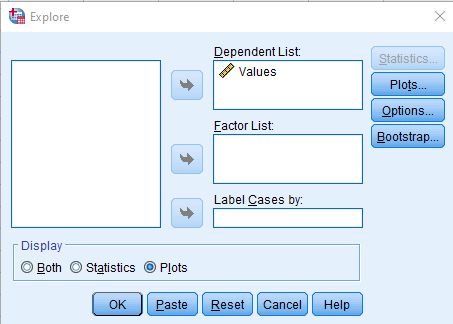 Explore
Dependent List:
Values
Statistics...
Plots...
Options...
Bootstrap...
Factor List:
Label Cases by:
Display
Both Statistics Plots
OK Paste Reset Cancel Help